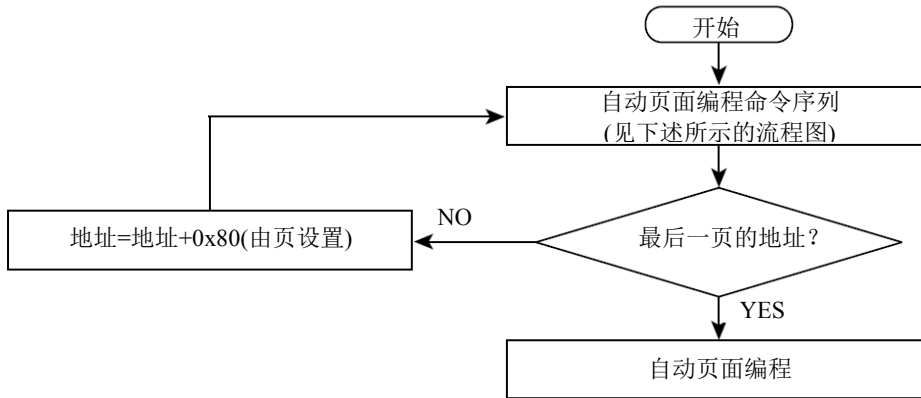 开始
自动页面编程命令序列
(见下述所示的流程图)
最后一页的地址?
NO
地址=地址+0x80(由页设置)
YES
自动页面编程